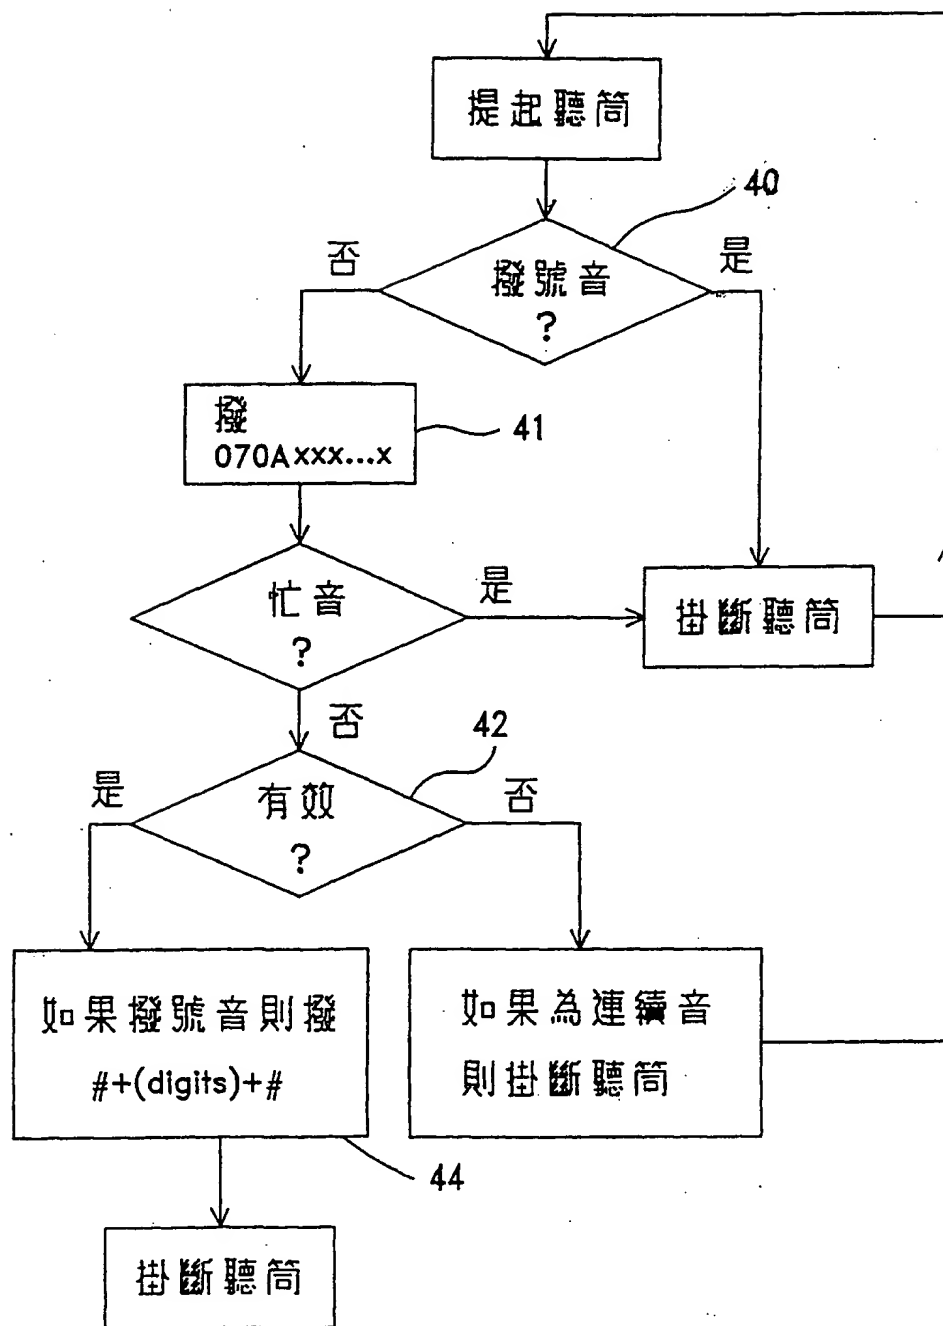 提起聽筒
40
否
是
撥號音
?
撥
070Axxx...x
41
忙音
?
是
掛斷聽筒
否
42
是
有效
?
否
如果撥號音則撥
#+(digits)+#
如果為連續音
則掛斷聽筒
44
掛斷聽筒